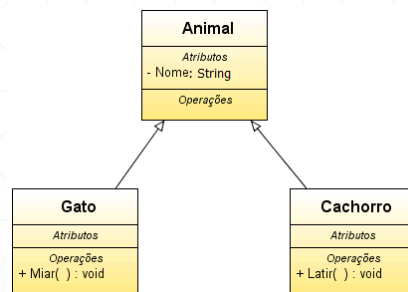 Animal
Atributos
- Nome: String
Operações
Gato
Atributos
Operações
+ Miar( ) : void
Cachorro
Atributos
Operações
+ Latir( ) : void